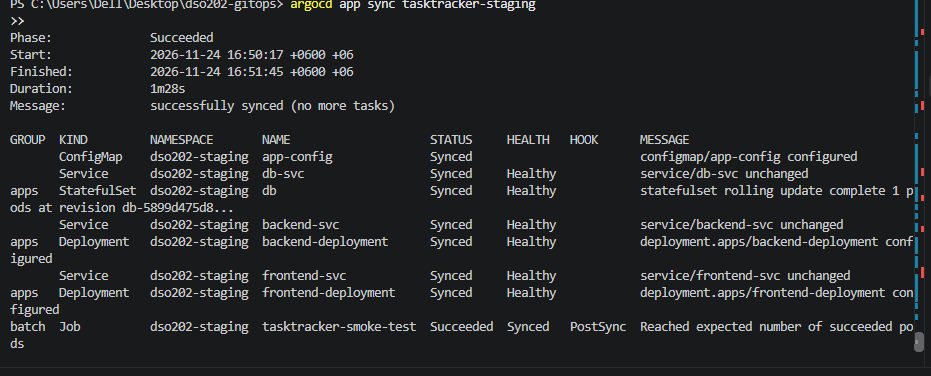 PS C:\Users\Dell\Desktop\dso202-gitops> argocd app sync tasktracker-staging
>>
Phase: Succeeded
Start: 2026-11-24 16:50:17 +0600 +06
Finished: 2026-11-24 16:51:45 +0600 +06
Duration: 1m28s
Message: successfully synced (no more tasks)
GROUP KIND NAMESPACE NAME STATUS HEALTH HOOK MESSAGE
ConfigMap dso202-staging app-config Synced configmap/app-config configured
Service dso202-staging db-svc Synced Healthy service/db-svc unchanged
apps StatefulSet dso202-staging db Synced Healthy statefulset rolling update complete 1 p
ods at revision db-5899d475d8...
Service dso202-staging backend-svc Synced Healthy service/backend-svc unchanged
apps Deployment dso202-staging backend-deployment Synced Healthy deployment.apps/backend-deployment conf
igured
Service dso202-staging frontend-svc Synced Healthy service/frontend-svc unchanged
apps Deployment dso202-staging frontend-deployment Synced Healthy deployment.apps/frontend-deployment con
figured
batch Job dso202-staging tasktracker-smoke-test Succeeded Synced PostSync Reached expected number of succeeded po
ds